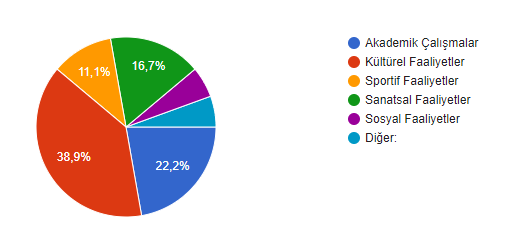 16,7%
11,1%
38,9%
22,2%
Akademik Çalışmalar
Kültürel Faaliyetler
Sportif Faaliyetler
Sanatsal Faaliyetler
Sosyal Faaliyetler
Diğer: